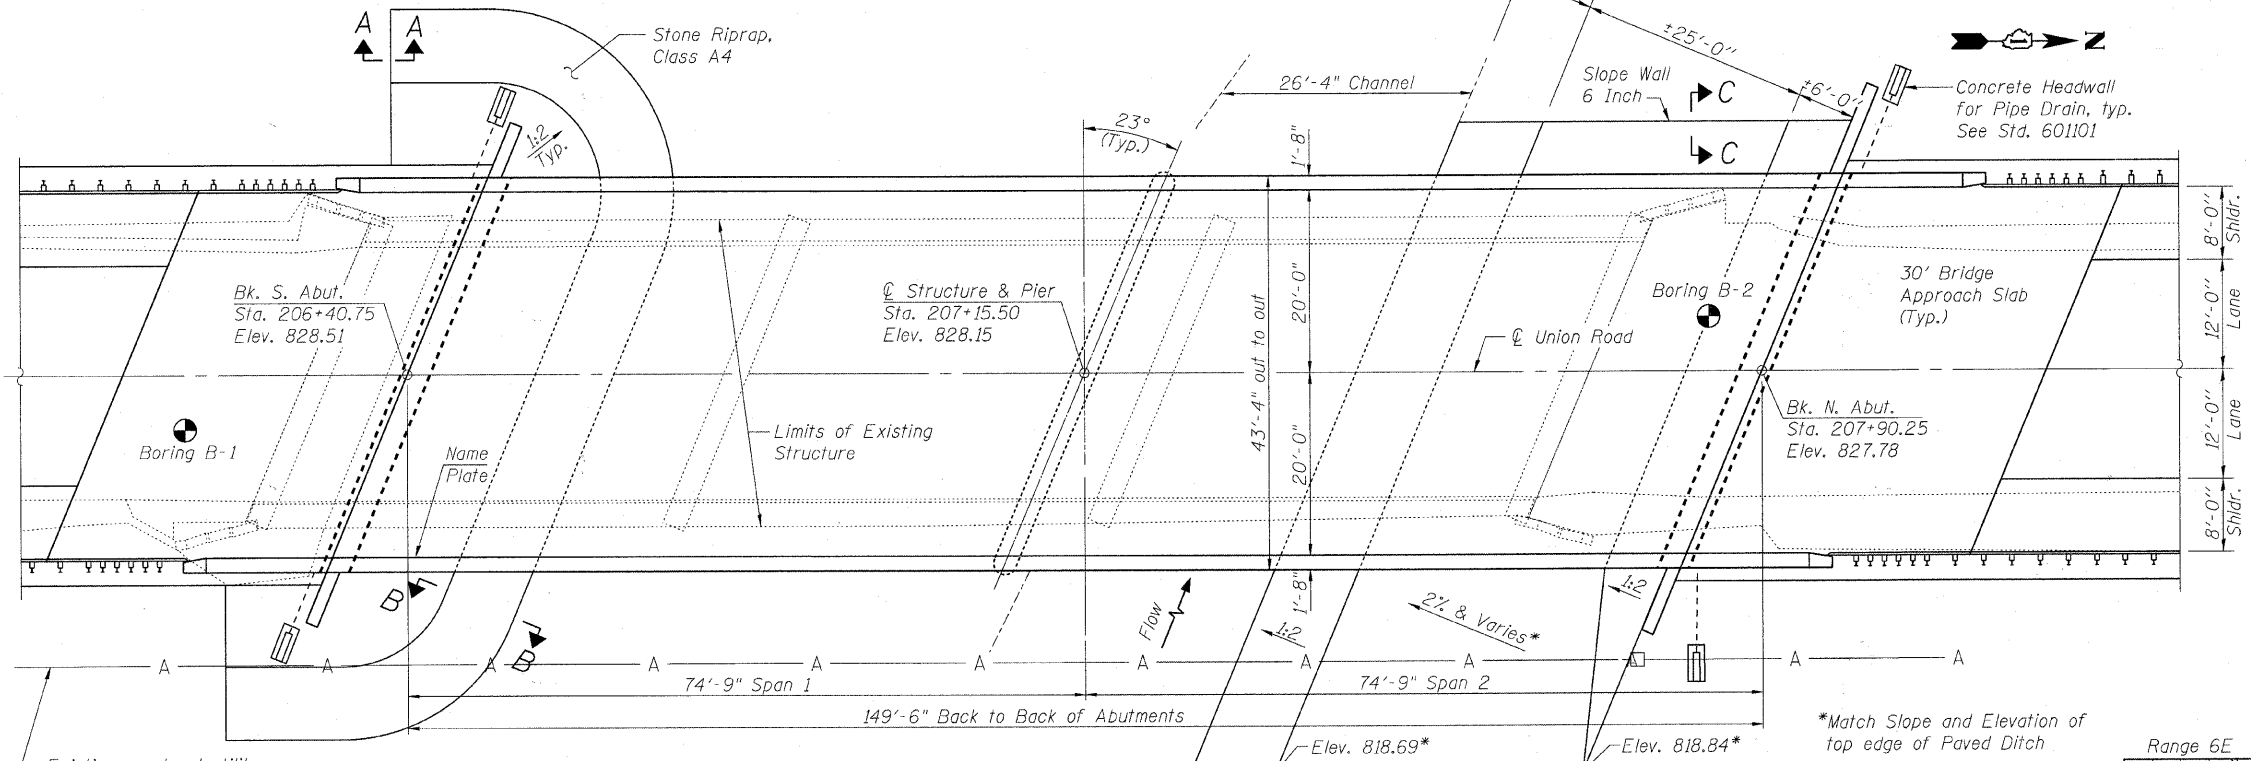 A A
Stone Riprap,
Class A4
±25'-0"
N
26'-4" Channel
Slope Wall
6 Inch
C
C
±6'-0"
Concrete Headwall
for Pipe Drain, typ.
See Std. 601101
1:2
Typ.
23°
(Typ.)
1'-8"
8'-0"
Shldr.
Bk. S. Abut.
Sta. 206+40.75
Elev. 828.51
℄ Structure & Pier
Sta. 207+15.50
Elev. 828.15
43'-4" out to out
20'-0"
Boring B-2
30' Bridge
Approach Slab
(Typ.)
12'-0"
Lane
℄ Union Road
Boring B-1
Name
Plate
Limits of Existing
Structure
20'-0"
Bk. N. Abut.
Sta. 207+90.25
Elev. 827.78
12'-0"
Lane
8'-0"
Shldr.
B
B
Flow
1'-8"
1:2
2% & Varies*
1:2
A A A A A A A A A A A A
74'-9" Span 1
74'-9" Span 2
149'-6" Back to Back of Abutments
*Match Slope and Elevation of
top edge of Paved Ditch
Elev. 818.69*
Elev. 818.84*
Range 6E